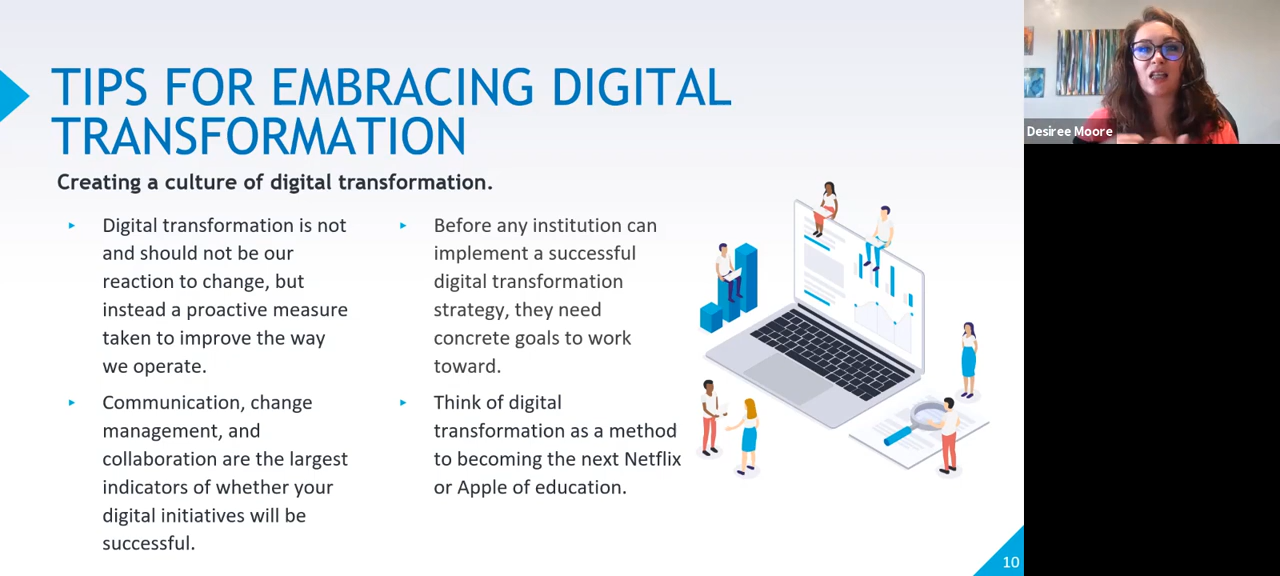 TIPS FOR EMBRACING DIGITAL
TRANSFORMATION
Creating a culture of digital transformation.
Digital transformation is not
and should not be our
reaction to change, but
instead a proactive measure
taken to improve the way
we operate.
Communication, change
management, and
collaboration are the largest
indicators of whether your
digital initiatives will be
successful.
Before any institution can
implement a successful
digital transformation
strategy, they need
concrete goals to work
toward.
Think of digital
transformation as a method
to becoming the next Netflix
or Apple of education.
10
Desiree Moore